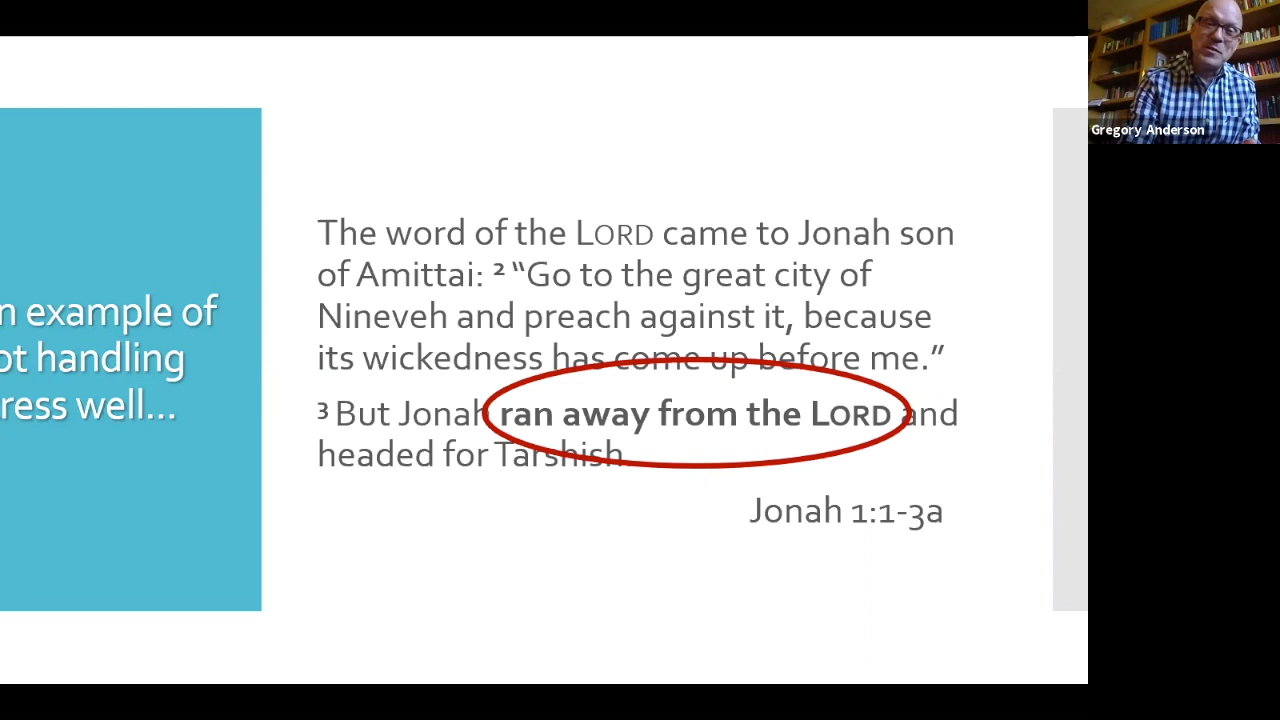 n example of
ot handling
ress well...
The word of the LORD came to Jonah son
of Amittai: ² “Go to the great city of
Nineveh and preach against it, because
its wickedness has come up before me.”
³ But Jonah ran away from the LORD and
headed for Tarshish.
Jonah 1:1-3a
Gregory Anderson